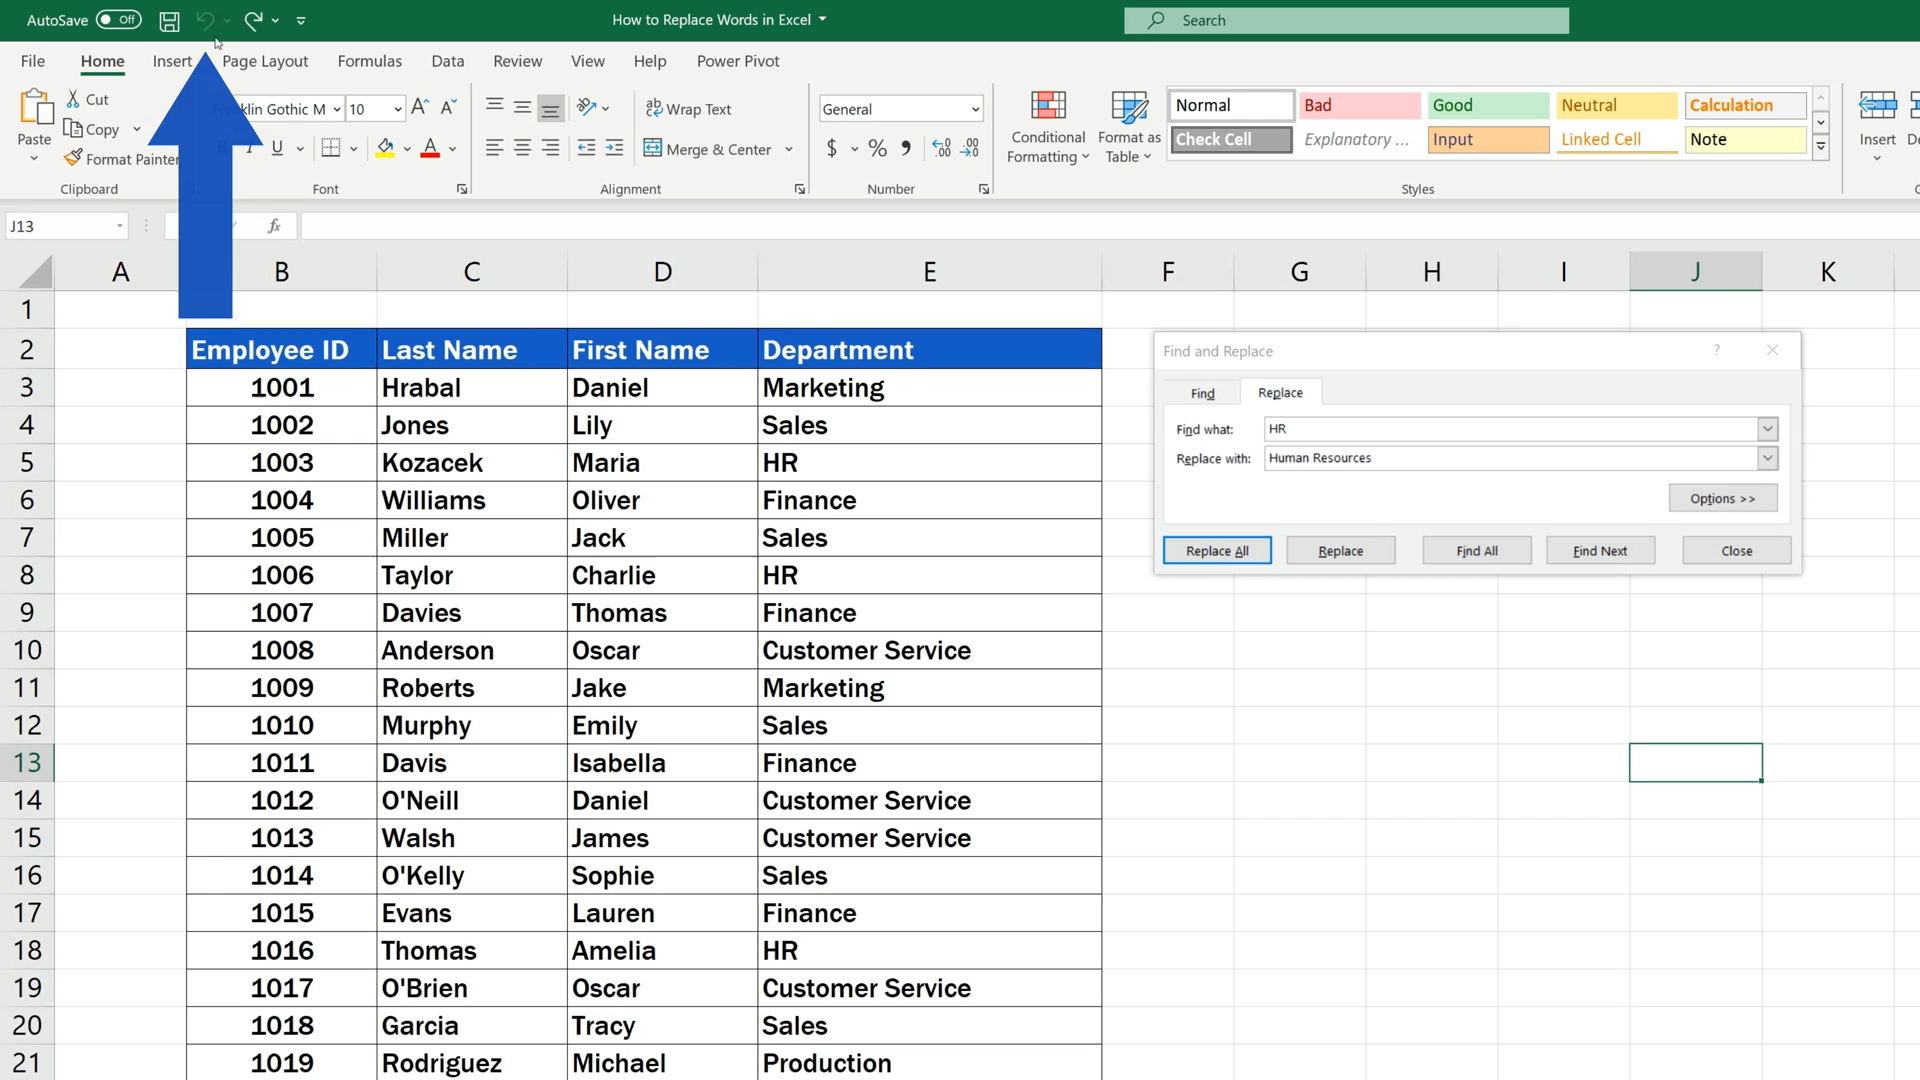 AutoSave Off How to Replace Words in Excel Search
File Home Insert Page Layout Formulas Data Review View Help Power Pivot
Paste Cut Copy Format Painter Clipboard
klin Gothic M 10 A A I U A Font
ab Wrap Text Merge & Center Alignment
General $ % 9 .00 .00 Number
Conditional Formatting Format as Table
Normal Bad Good Neutral Calculation
Check Cell Explanatory ... Input Linked Cell Note
Styles
Insert
J13 fx
A B C D E F G H I J K
1
2 Employee ID Last Name First Name Department
3 1001 Hrabal Daniel Marketing
4 1002 Jones Lily Sales
5 1003 Kozacek Maria HR
6 1004 Williams Oliver Finance
7 1005 Miller Jack Sales
8 1006 Taylor Charlie HR
9 1007 Davies Thomas Finance
10 1008 Anderson Oscar Customer Service
11 1009 Roberts Jake Marketing
12 1010 Murphy Emily Sales
13 1011 Davis Isabella Finance
14 1012 O'Neill Daniel Customer Service
15 1013 Walsh James Customer Service
16 1014 O'Kelly Sophie Sales
17 1015 Evans Lauren Finance
18 1016 Thomas Amelia HR
19 1017 O'Brien Oscar Customer Service
20 1018 Garcia Tracy Sales
21 1019 Rodriguez Michael Production
Find and Replace ?
Find Replace
Find what: HR
Replace with: Human Resources
Options >>
Replace All Replace Find All Find Next Close